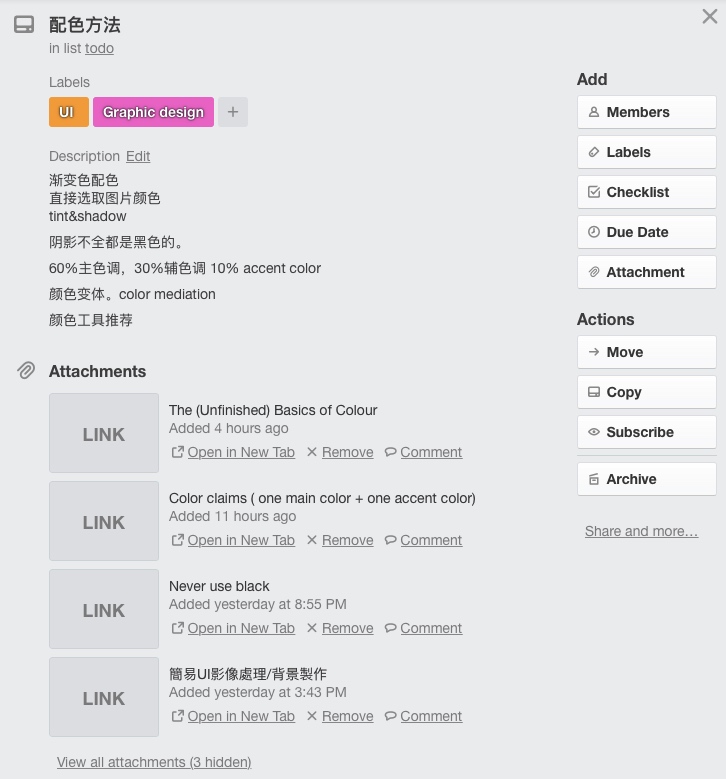 配色方法
in list todo
Labels
UI Graphic design +
Description Edit
渐变色配色
直接选取图片颜色
tint&shadow
阴影不全都是黑色的。
60%主色调，30%辅色调 10% accent color
颜色变体。color mediation
颜色工具推荐
Attachments
LINK
The (Unfinished) Basics of Colour
Added 4 hours ago
Open in New Tab Remove Comment
LINK
Color claims ( one main color + one accent color)
Added 11 hours ago
Open in New Tab Remove Comment
LINK
Never use black
Added yesterday at 8:55 PM
Open in New Tab Remove Comment
LINK
簡易UI影像處理/背景製作
Added yesterday at 3:43 PM
Open in New Tab Remove Comment
View all attachments (3 hidden)
Add
Members
Labels
Checklist
Due Date
Attachment
Actions
Move
Copy
Subscribe
Archive
Share and more…